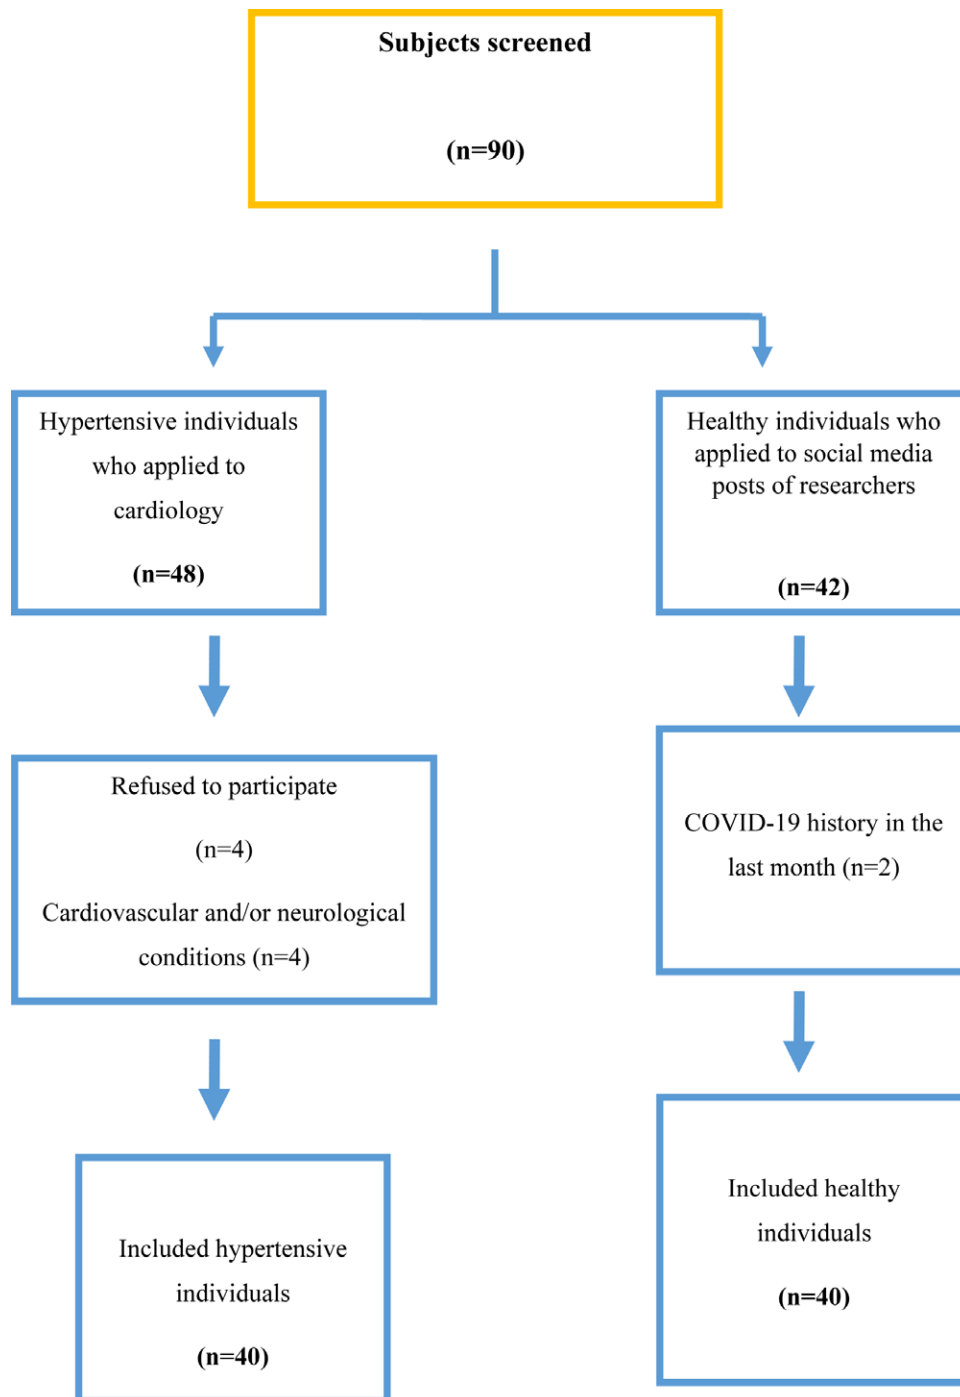 Subjects screened
(n=90)
Hypertensive individuals
who applied to
cardiology
(n=48)
Healthy individuals who
applied to social media
posts of researchers
(n=42)
Refused to participate
(n=4)
Cardiovascular and/or neurological
conditions (n=4)
COVID-19 history in the
last month (n=2)
Included hypertensive
individuals
(n=40)
Included healthy
individuals
(n=40)